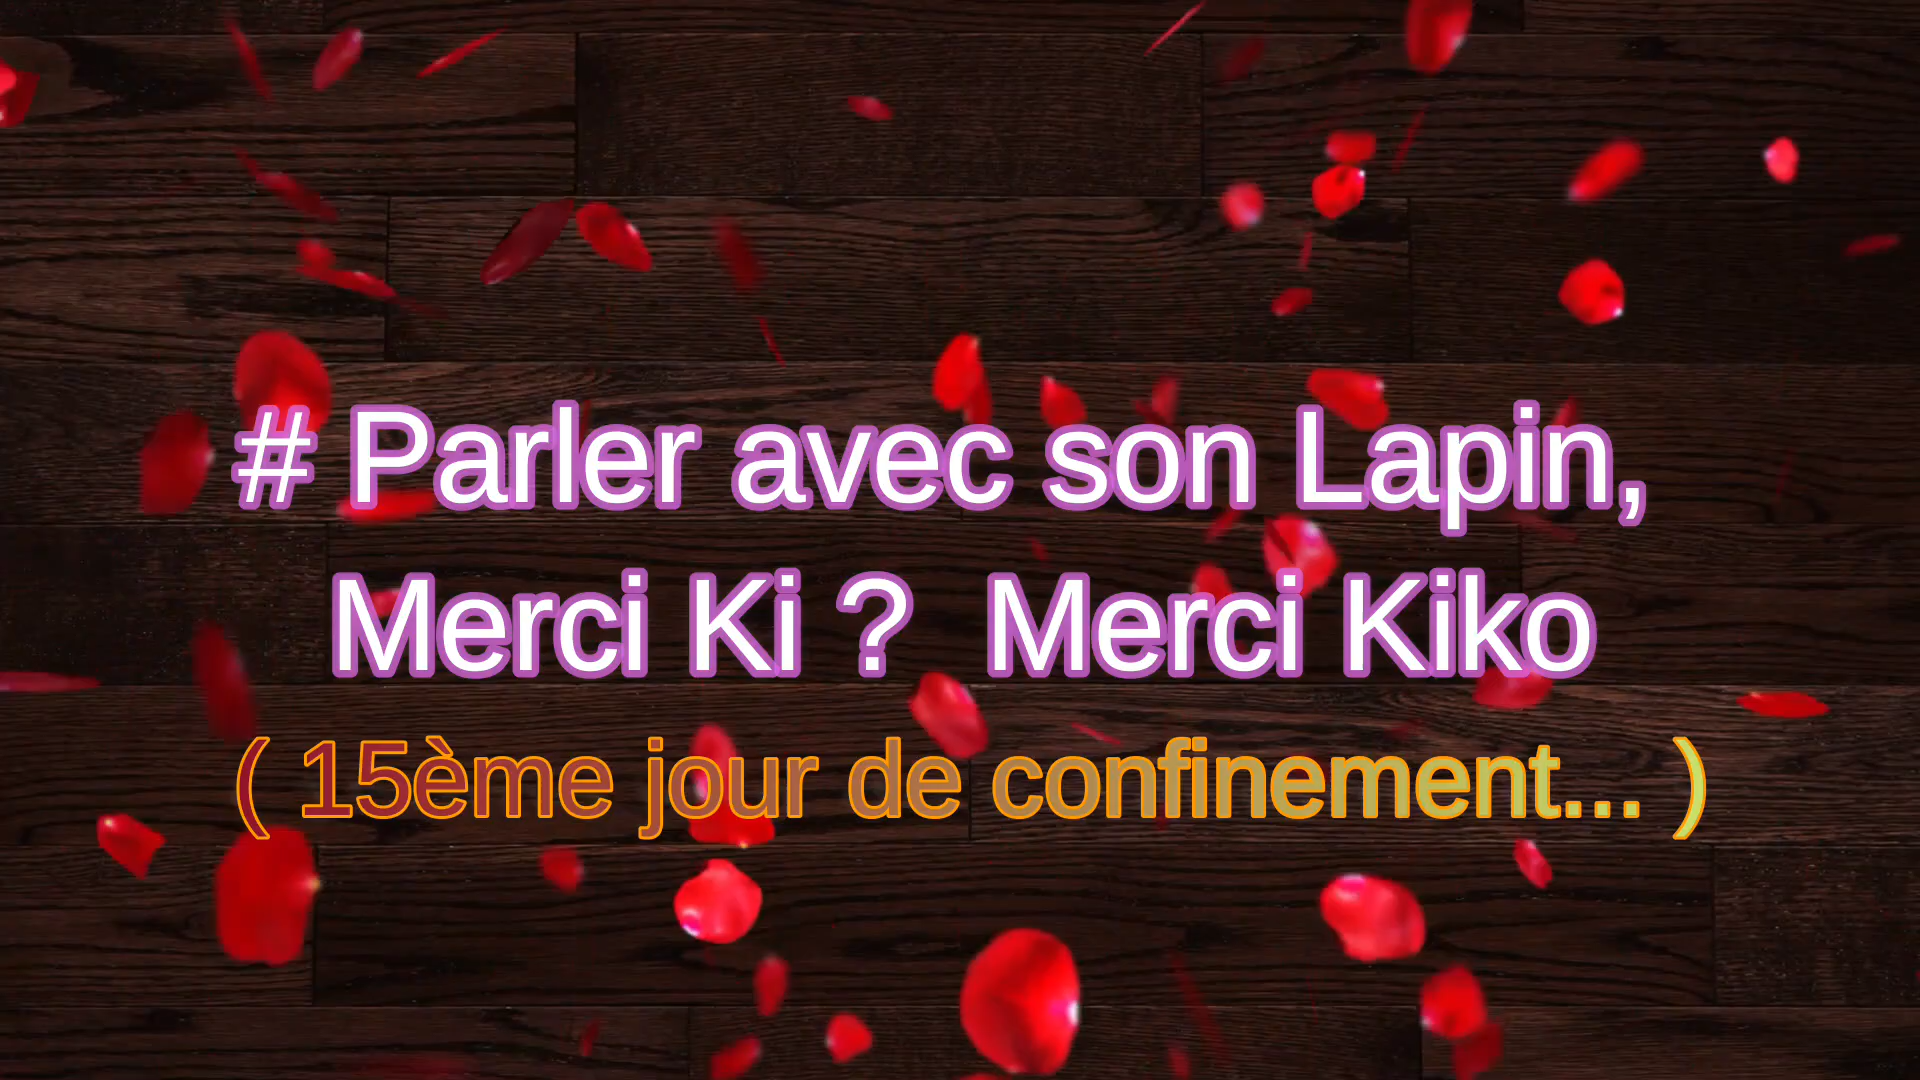 # Parler avec son Lapin,
Merci Ki ?  Merci Kiko
( 15ème jour de confinement... )